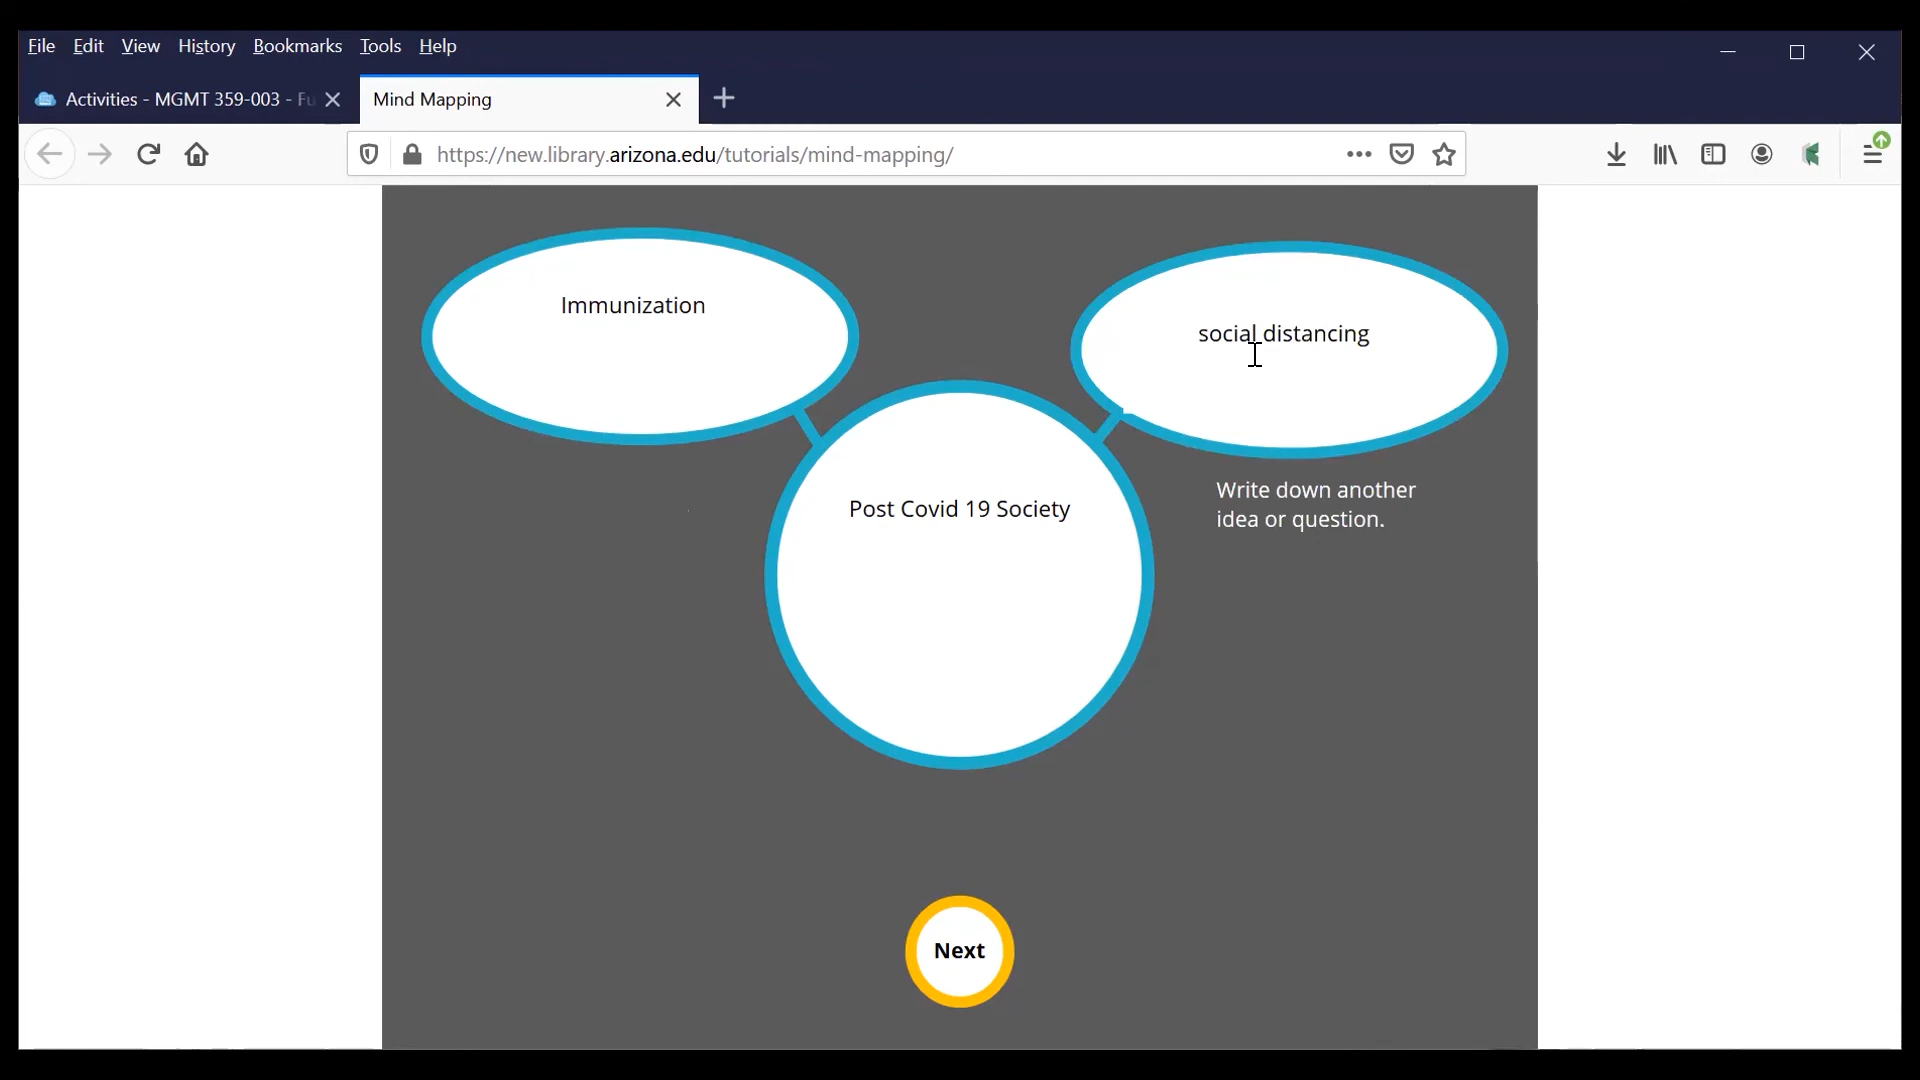 File Edit View History Bookmarks Tools Help
Activities - MGMT 359-003 - Fu
Mind Mapping
https://new.library.arizona.edu/tutorials/mind-mapping/
Immunization
social distancing
Post Covid 19 Society
Write down another
idea or question.
Next